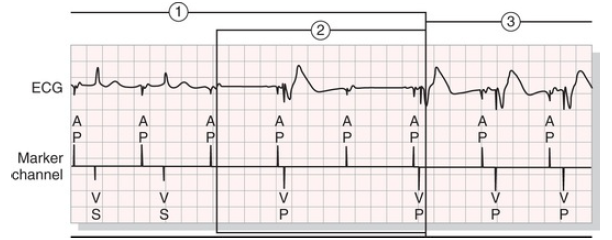 1
2
3
ECG
A A A A A A A A
P P P P P P P P
Marker
channel
V V V V V V
S S P P P P